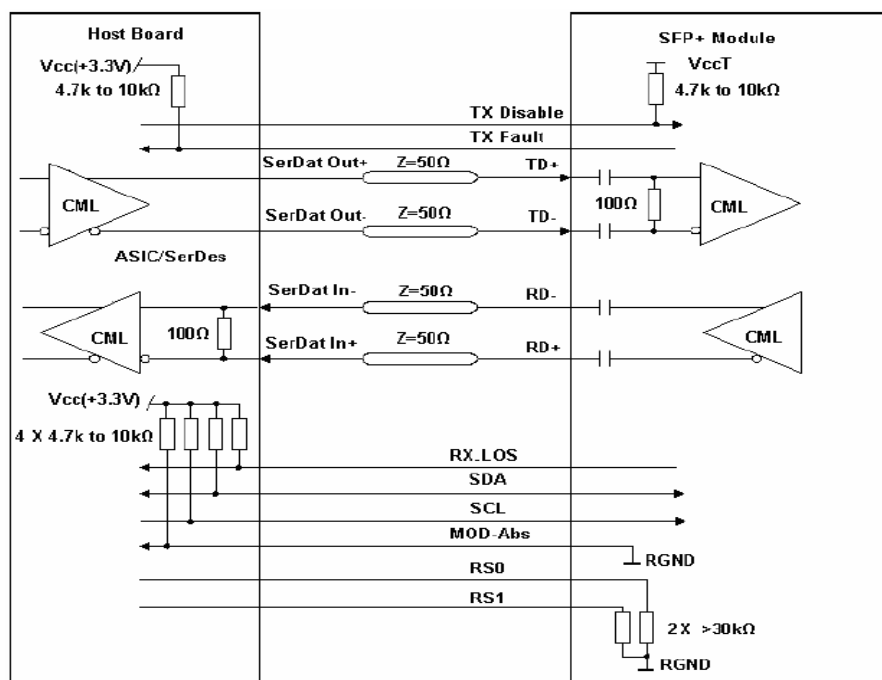 Host Board
SFP+ Module
Vcc(+3.3V)
4.7k to 10kΩ
VccT
4.7k to 10kΩ
TX Disable
TX Fault
SerDat Out+
Z=50Ω
TD+
CML
100Ω
CML
SerDat Out-
Z=50Ω
TD-
ASIC/SerDes
SerDat In-
Z=50Ω
RD-
CML
100Ω
CML
SerDat In+
Z=50Ω
RD+
Vcc(+3.3V)
4 X 4.7k to 10kΩ
RX_LOS
SDA
SCL
MOD-Abs
RGND
RS0
RS1
2X >30kΩ
RGND